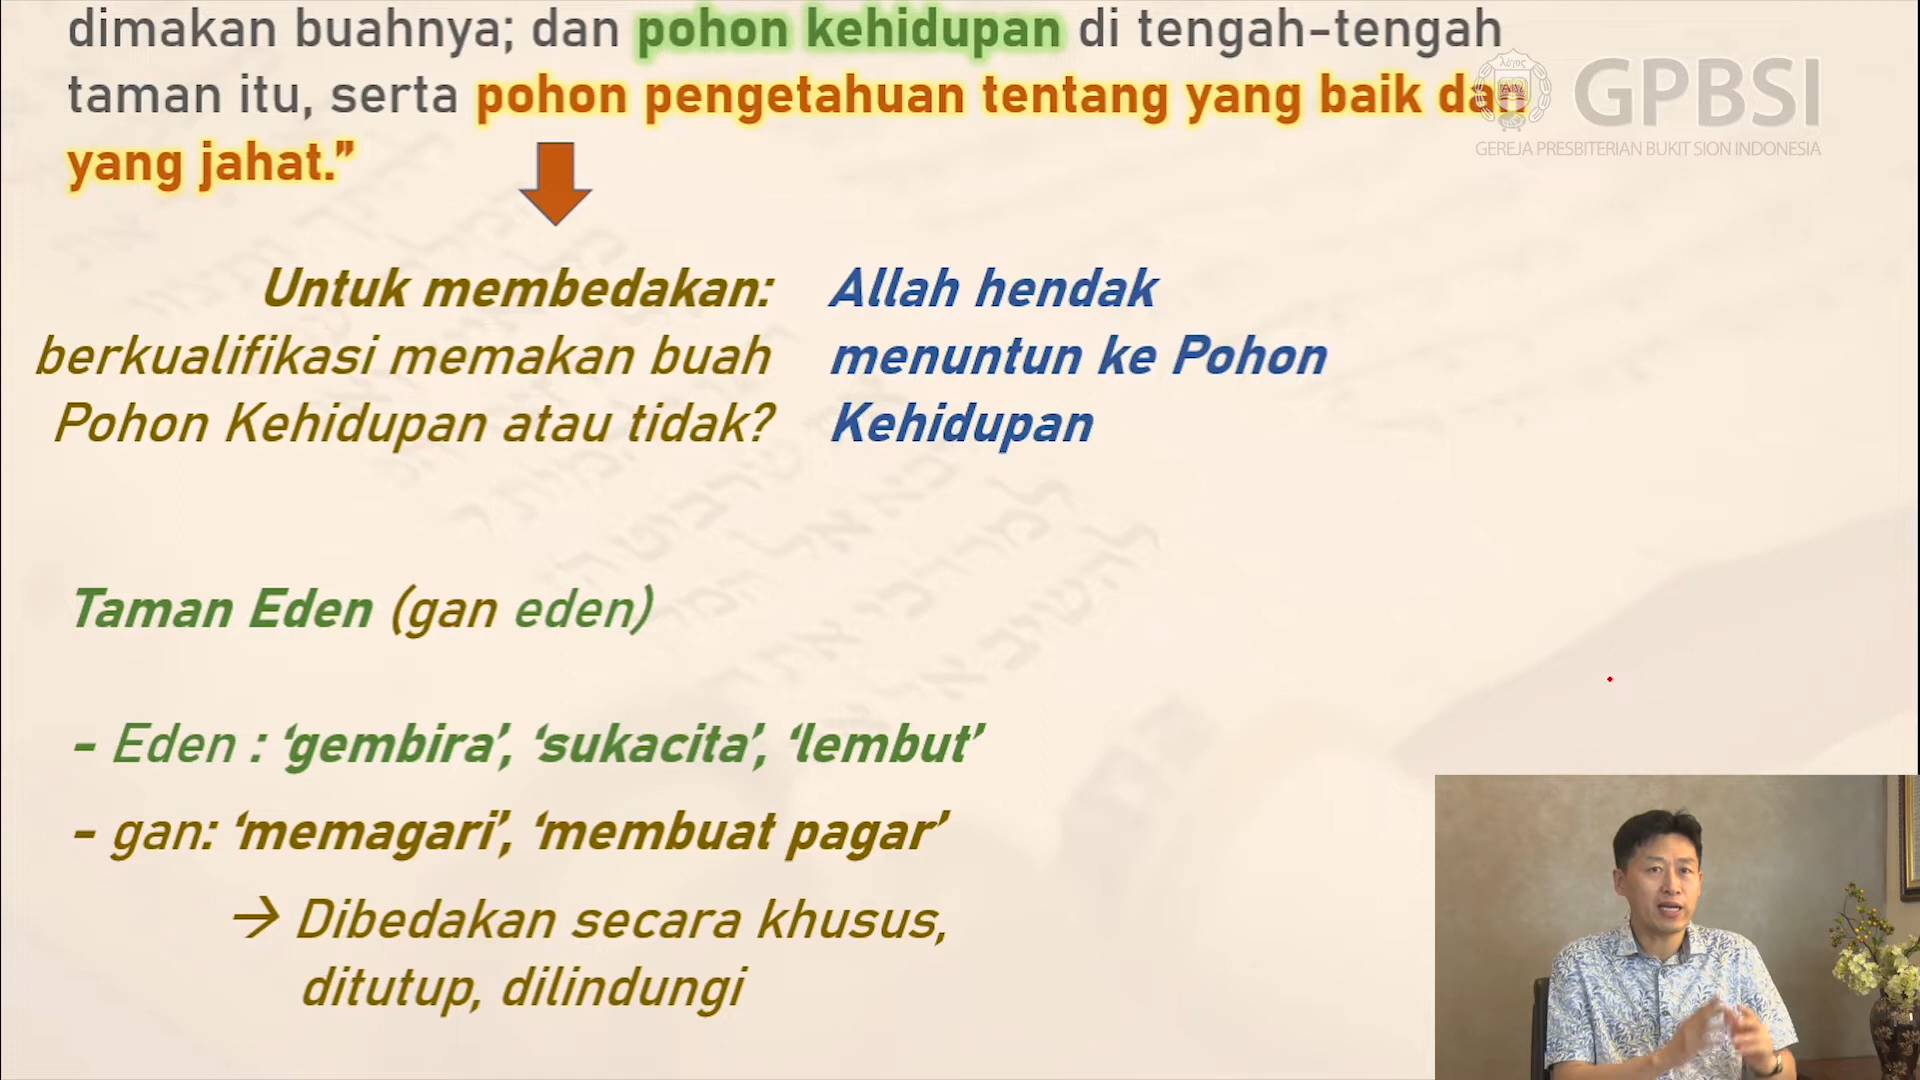 dimakan buahnya; dan pohon kehidupan di tengah-tengah
taman itu, serta pohon pengetahuan tentang yang baik dan
yang jahat.”
GPBSI
GEREJA PRESBITERIAN BUKIT SION INDONESIA
Untuk membedakan:
berkualifikasi memakan buah
Pohon Kehidupan atau tidak?
Allah hendak
menuntun ke Pohon
Kehidupan
Taman Eden (gan eden)
- Eden : ‘gembira’, ‘sukacita’, ‘lembut’
- gan: ‘memagari’, ‘membuat pagar’
→ Dibedakan secara khusus,
ditutup, dilindungi